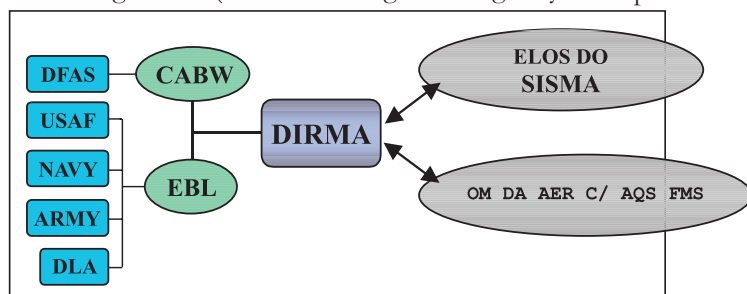 DFAS
CABW
ELOS DO
SISMA
USAF
DIRMA
NAVY
EBL
OM DA AER C/ AQS FMS
ARMY
DLA